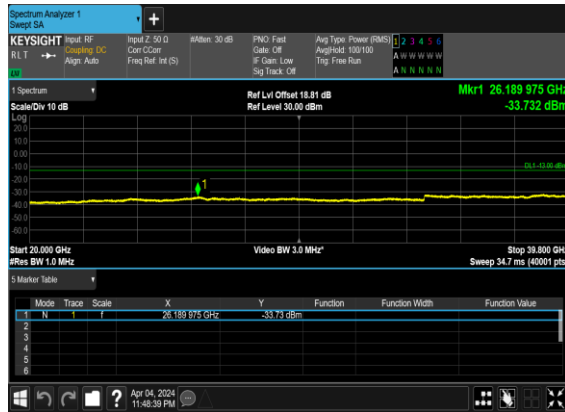 Spectrum Analyzer 1
Swept SA
+
KEYSIGHT Input: RF Input Z: 50 Ω #Atten: 30 dB PNO: Fast Avg Type: Power (RMS) 1 2 3 4 5 6
RLT Coupling: DC Corr CCorr Gate: Off Avg|Hold: 100/100 A W W W W W
Align: Auto Freq Ref: Int (S) IF Gain: Low Trig: Free Run
Sig Track: Off A N N N N N
LXI
1 Spectrum
Scale/Div 10 dB
Ref Lvl Offset 18.81 dB
Ref Level 30.00 dBm
Mkr1 26.189 975 GHz
-33.732 dBm
Log
20.0
10.0
0.00
-10.0
DL1 -13.00 dBm
-20.0
1
-30.0
-40.0
-50.0
-60.0
Start 20.000 GHz Video BW 3.0 MHz* Stop 39.800 GHz
#Res BW 1.0 MHz Sweep 34.7 ms (40001 pts)
5 Marker Table
Mode Trace Scale X Y Function Function Width Function Value
1 N 1 f 26.189 975 GHz -33.73 dBm
2
3
4
5
6
? Apr 04, 2024
11:48:39 PM